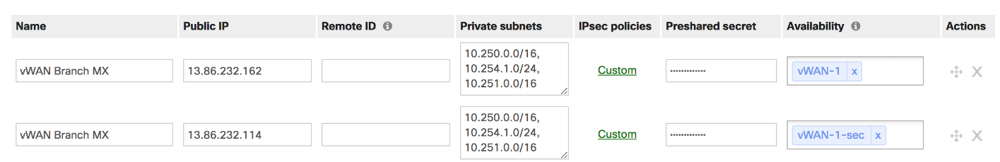 Name Public IP Remote ID Private subnets IPsec policies Preshared secret Availability Actions
vWAN Branch MX 13.86.232.162 10.250.0.0/16, Custom ············· vWAN-1 x X
10.254.1.0/24,
10.251.0.0/16
vWAN Branch MX 13.86.232.114 10.250.0.0/16, Custom ············· vWAN-1-sec x X
10.254.1.0/24,
10.251.0.0/16